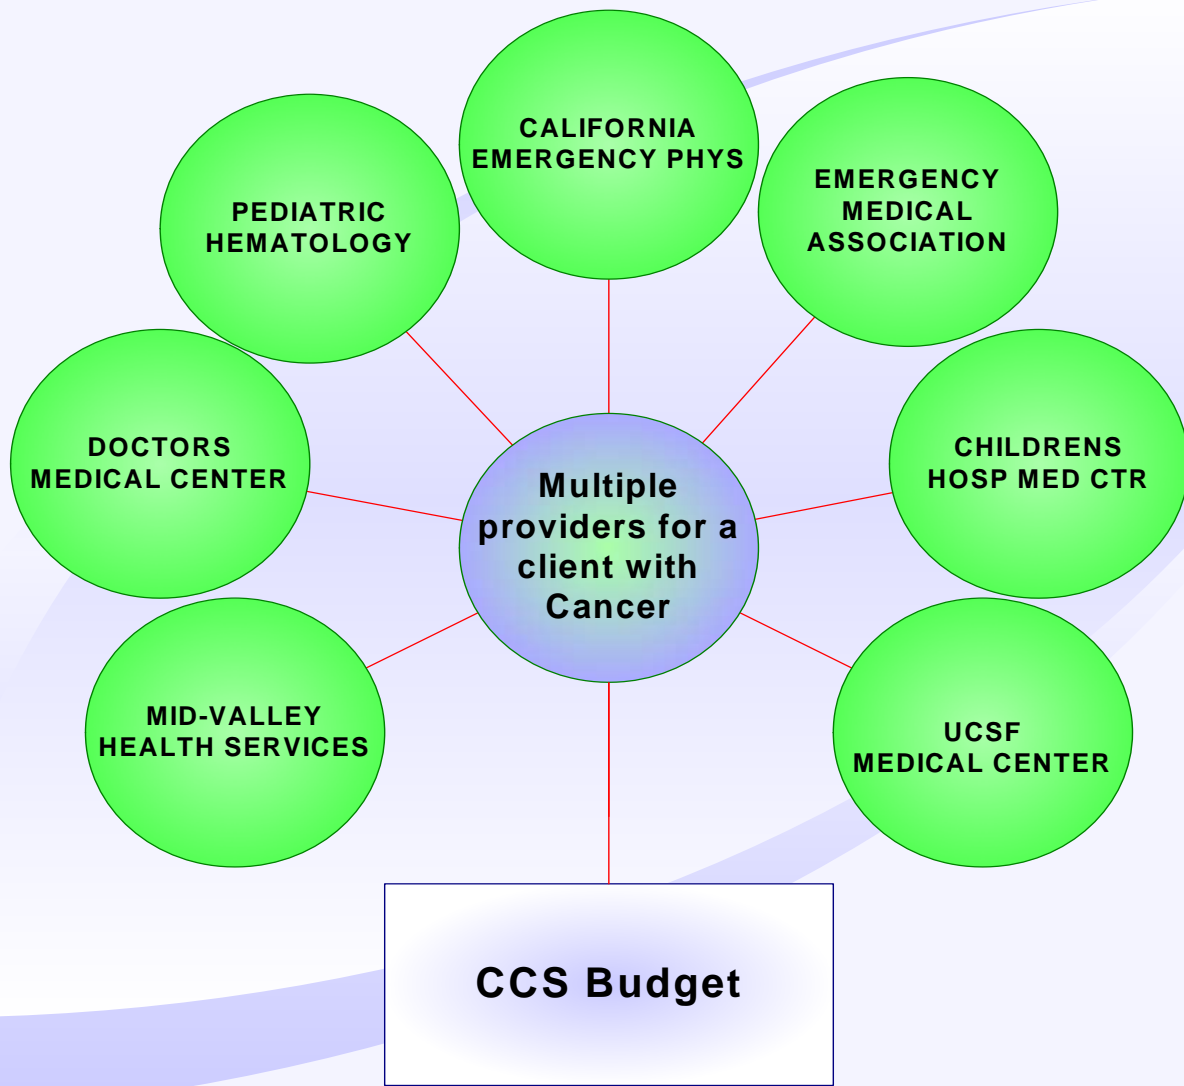 CALIFORNIA
EMERGENCY PHYS
EMERGENCY
MEDICAL
ASSOCIATION
PEDIATRIC
HEMATOLOGY
DOCTORS
MEDICAL CENTER
CHILDRENS
HOSP MED CTR
Multiple
providers for a
client with
Cancer
MID-VALLEY
HEALTH SERVICES
UCSF
MEDICAL CENTER
CCS Budget